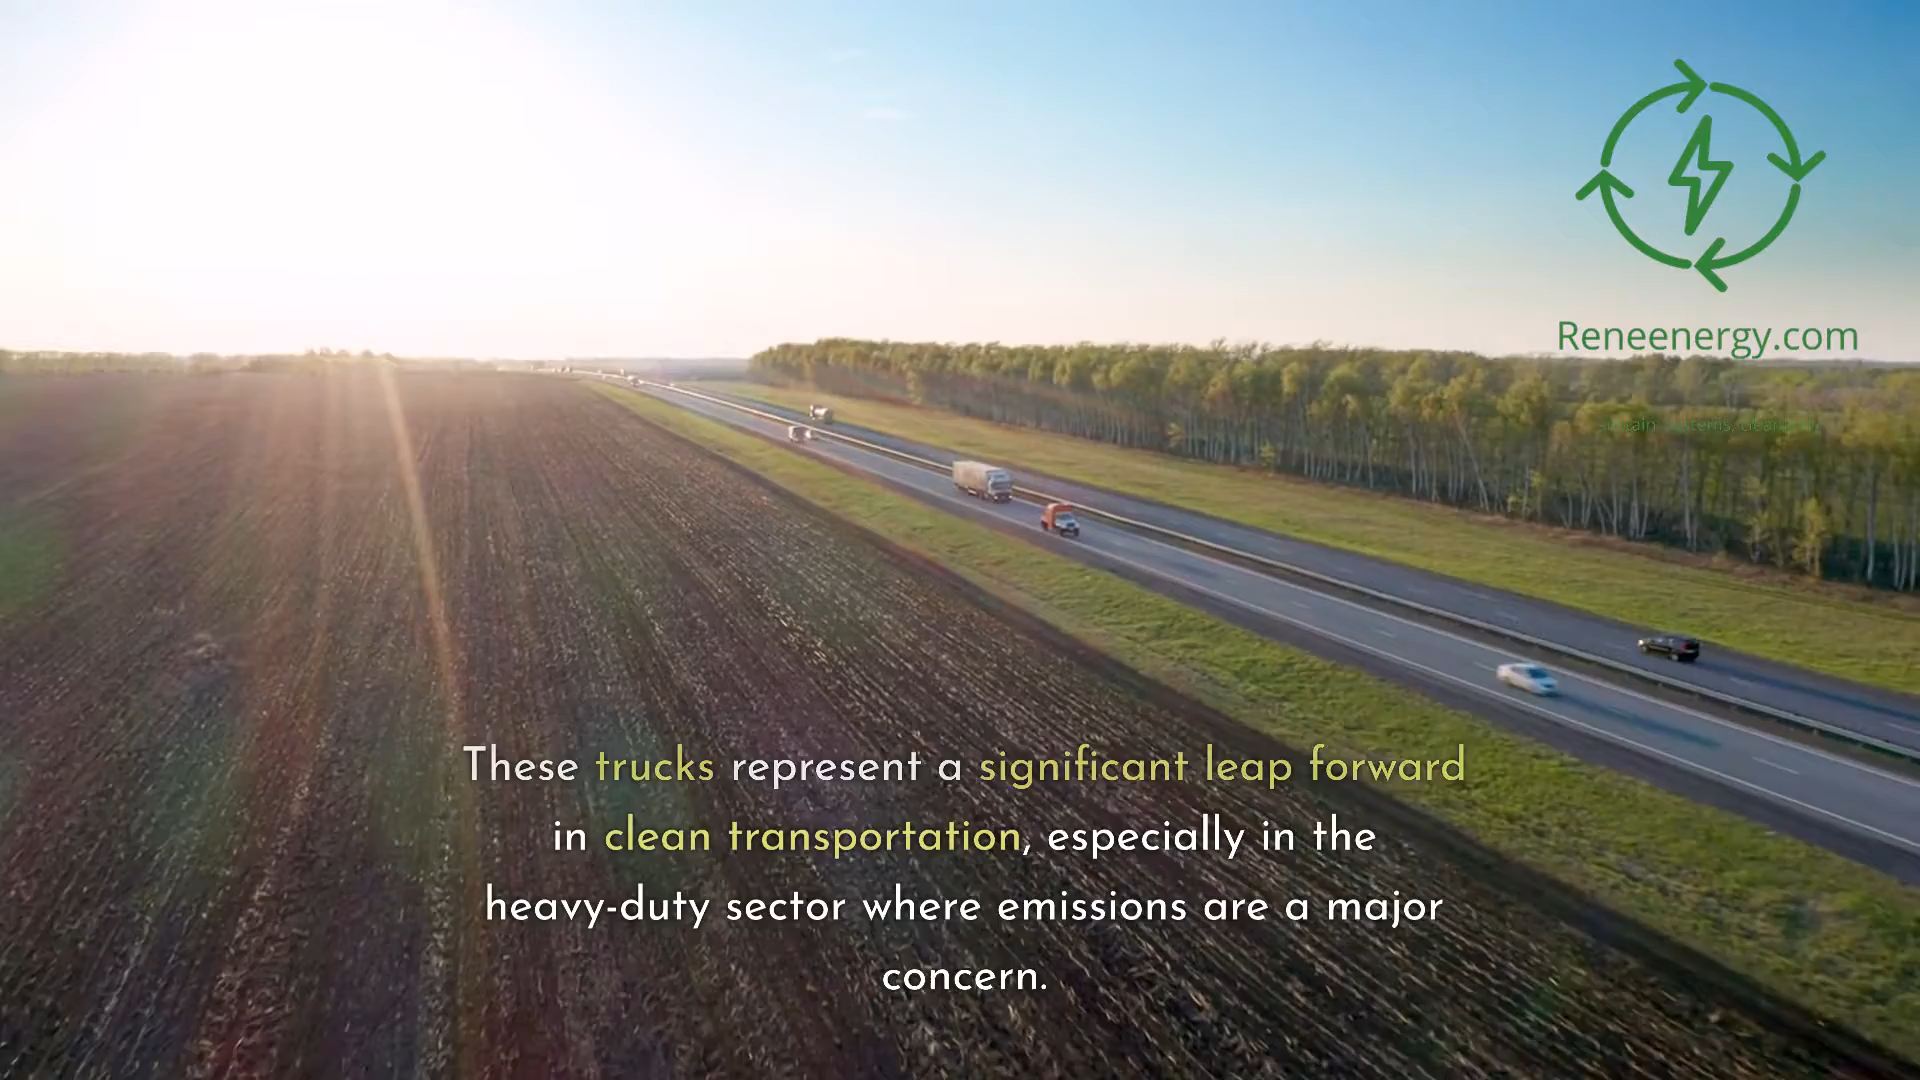 Reneenergy.com
These trucks represent a significant leap forward
in clean transportation, especially in the
heavy-duty sector where emissions are a major
concern.